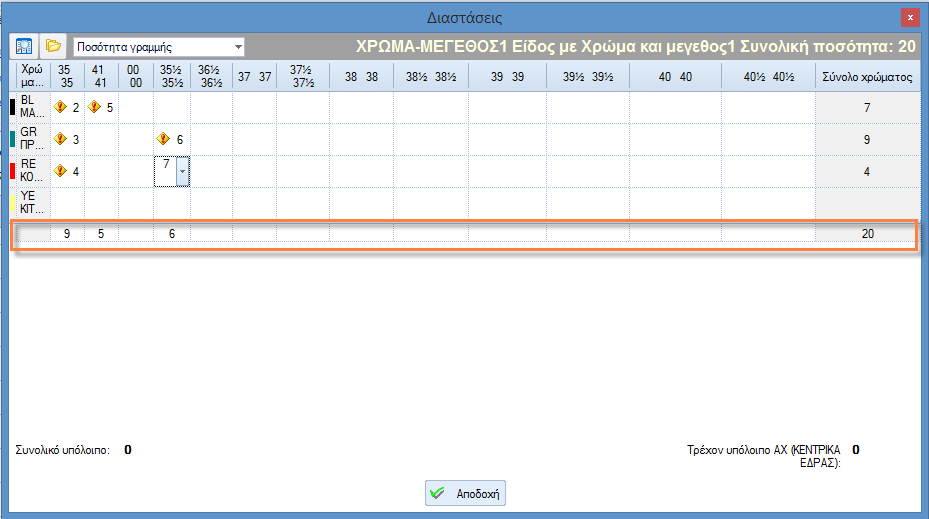 Διαστάσεις
Ποσότητα γραμμής ΧΡΩΜΑ-ΜΕΓΕΘΟΣ1 Είδος με Χρώμα και μεγεθος1 Συνολική ποσότητα: 20
Χρώ 35 41 00 35½ 36½ 37 37 37½ 38 38 38½ 38½ 39 39 39½ 39½ 40 40 40½ 40½ Σύνολο χρώματος
μα... 35 41 00 35½ 36½ 37½
BL 2 5 7
ΜΑ...
GR 3 6 9
ΠΡ...
RE 4 7 4
ΚΟ...
YE
ΚΙΤ...
9 5 6 20
Συνολικό υπόλοιπο: 0 Τρέχον υπόλοιπο ΑΧ (ΚΕΝΤΡΙΚΑ 0
ΕΔΡΑΣ):
Αποδοχή